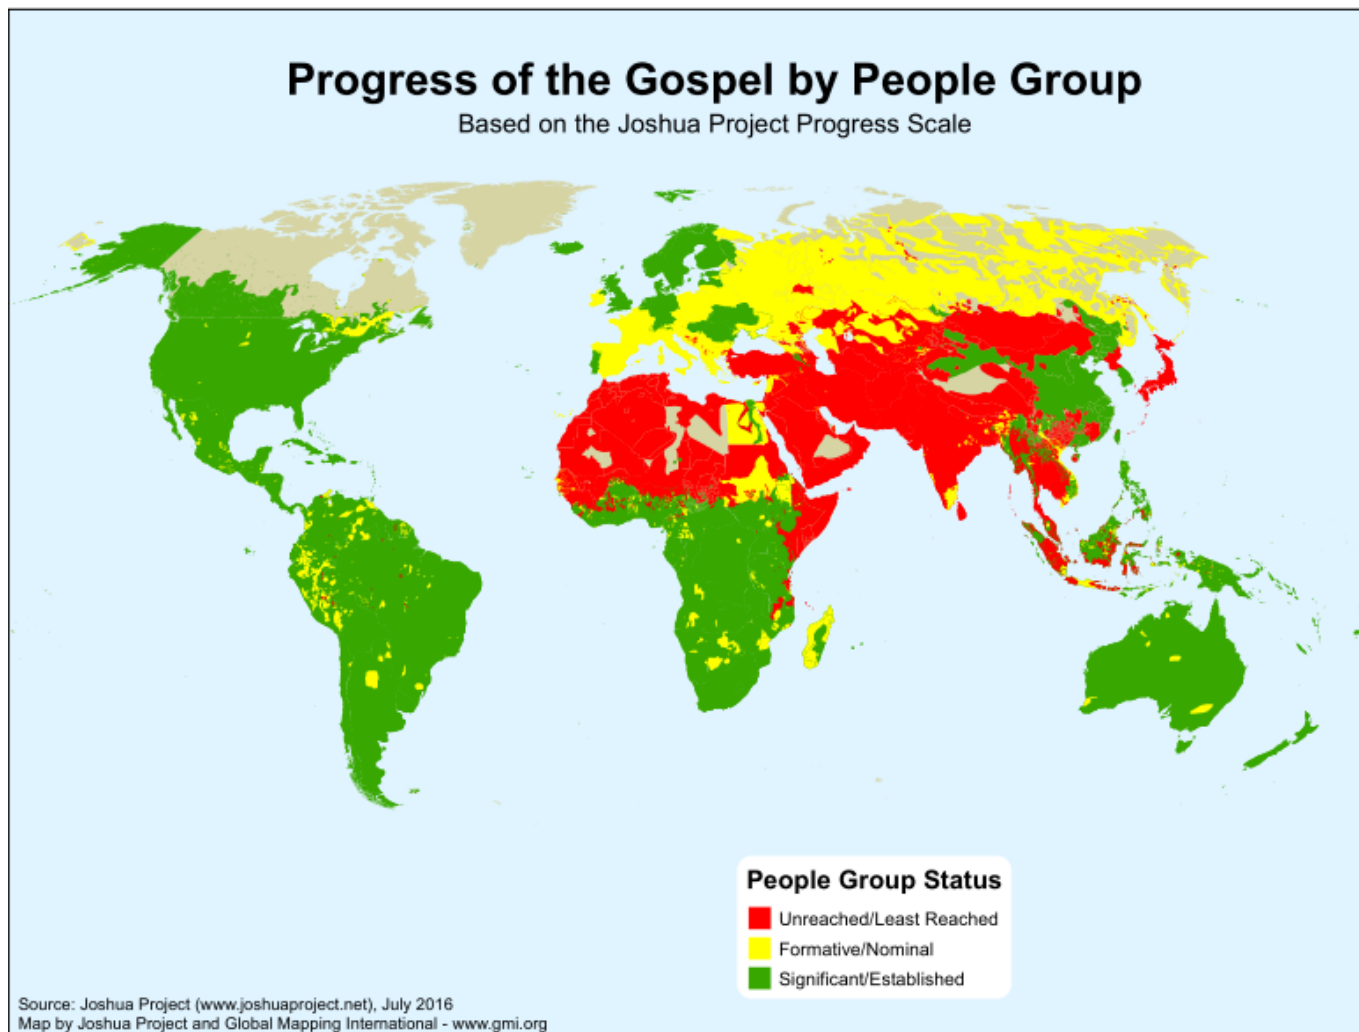 Progress of the Gospel by People Group
Based on the Joshua Project Progress Scale
People Group Status
Unreached/Least Reached
Formative/Nominal
Significant/Established
Source: Joshua Project (www.joshuaproject.net), July 2016
Map by Joshua Project and Global Mapping International - www.gmi.org